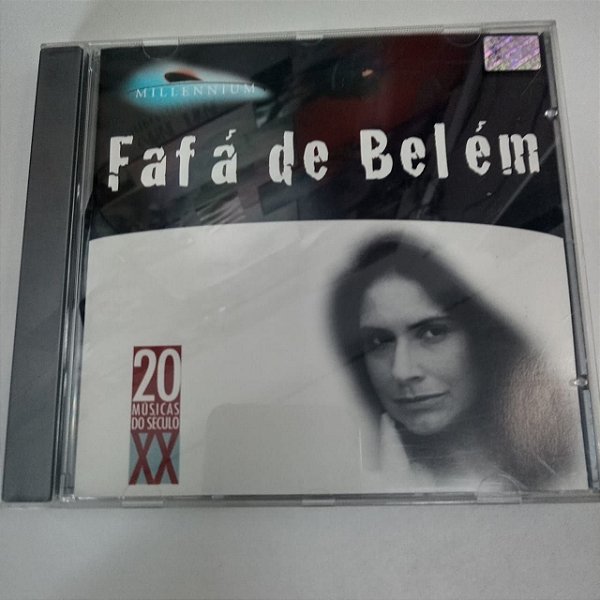 MILLENNIUM
Fafá de Belém
20
MÚSICAS
DO SÉCULO
XX